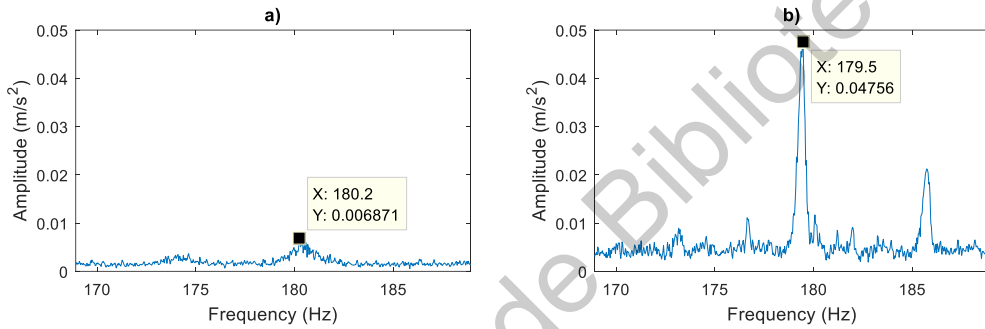 a)
0.05
0.04
0.03
0.02
0.01
0
Amplitude (m/s²)
X: 180.2
Y: 0.006871
170 175 180 185
Frequency (Hz)
b)
0.05
0.04
0.03
0.02
0.01
0
Amplitude (m/s²)
X: 179.5
Y: 0.04756
170 175 180 185
Frequency (Hz)
de Bibliote